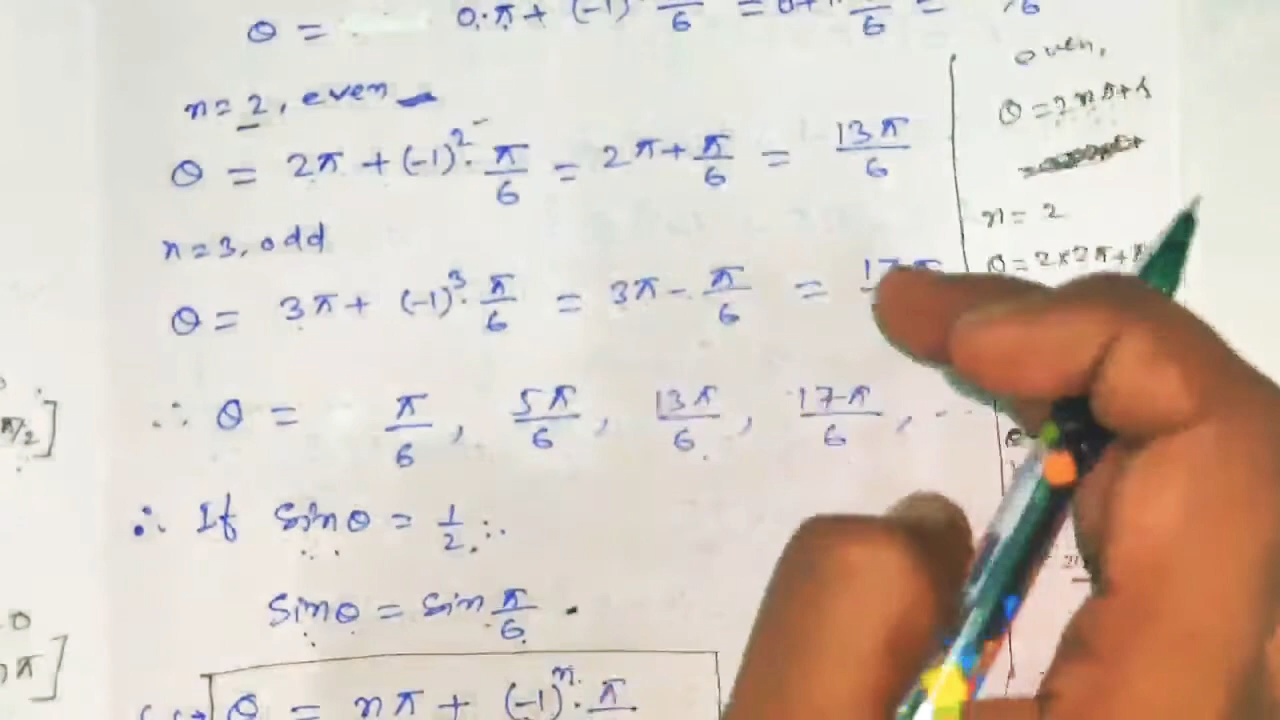 θ = 0.π + (-1) π/6 = 0+1. π/6 = π/6
n = 2, even
θ = 2π + (-1)^2 . π/6 = 2π + π/6 = 13π/6
n = 3, odd
θ = 3π + (-1)^3 . π/6 = 3π - π/6 = 17π
∴ θ = π/6, 5π/6, 13π/6, 17π/6, ...
∴ If sinθ = 1/2 ∴
sinθ = sin π/6
θ = nπ + (-1)^n . π
even,
θ = 2nπ +
n = 2
θ = 2×2π +
π/2]
π]